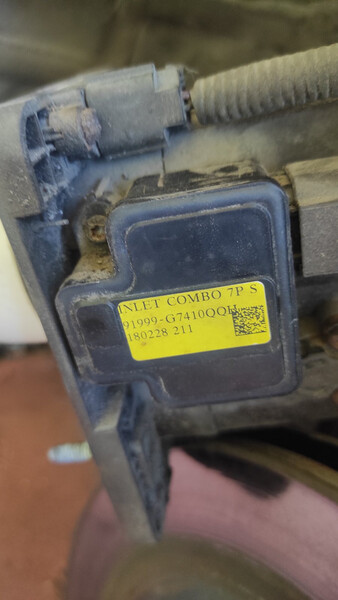 INLET COMBO 7P S
91999-G7410QQH
180228 211